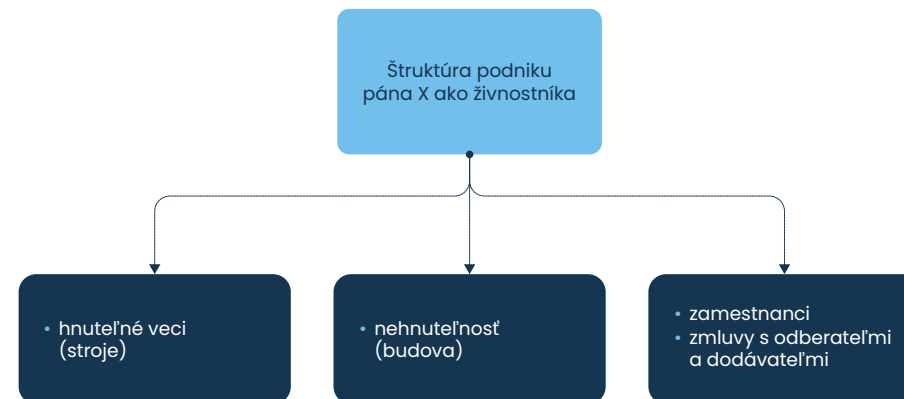 Štruktúra podniku
pána X ako živnostníka
• hnuteľné veci
(stroje)
• nehnuteľnosť
(budova)
• zamestnanci
• zmluvy s odberateľmi
a dodávateľmi